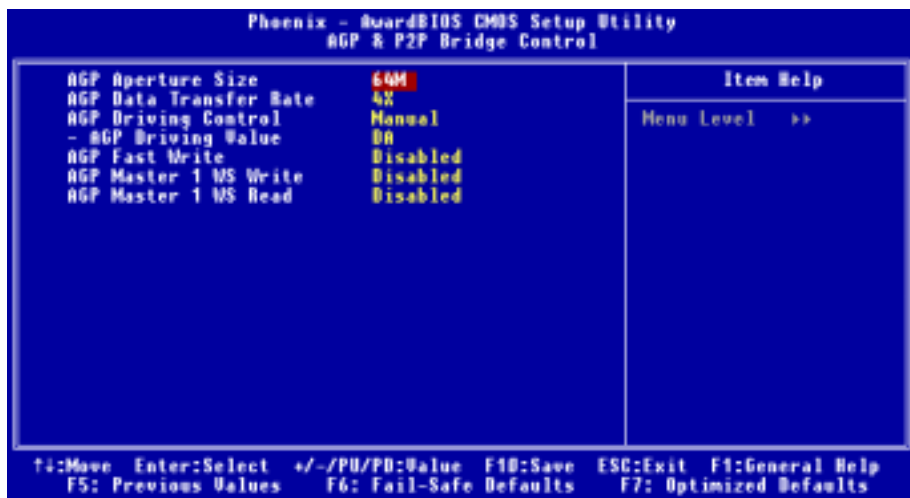 Phoenix - AwardBIOS CMOS Setup Utility
AGP & P2P Bridge Control
AGP Aperture Size 64M
AGP Data Transfer Rate 4X
AGP Driving Control Manual
- AGP Driving Value DA
AGP Fast Write Disabled
AGP Master 1 WS Write Disabled
AGP Master 1 WS Read Disabled
Item Help
Menu Level ▸▸
↑↓:Move Enter:Select +/-/PU/PD:Value F10:Save ESC:Exit F1:General Help
F5: Previous Values F6: Fail-Safe Defaults F7: Optimized Defaults